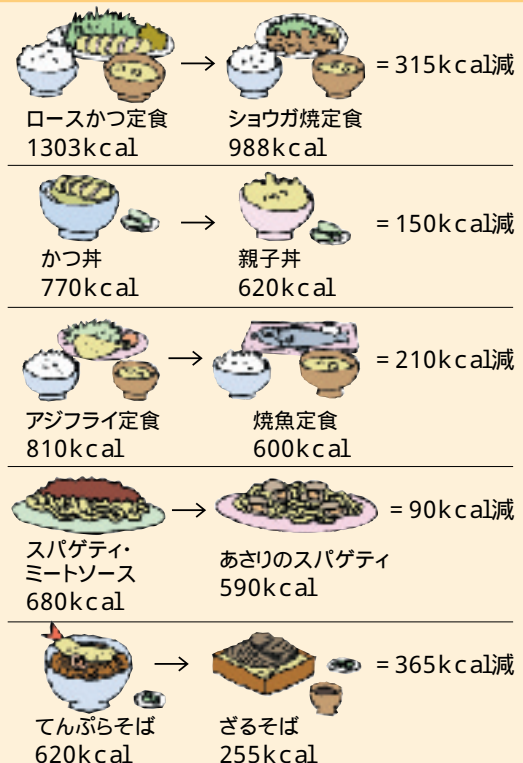 ロースかつ定食
1303kcal
→
ショウガ焼定食
988kcal
=315kcal減
かつ丼
770kcal
→
親子丼
620kcal
=150kcal減
アジフライ定食
810kcal
→
焼魚定食
600kcal
=210kcal減
スパゲティ・
ミートソース
680kcal
→
あさりのスパゲティ
590kcal
=90kcal減
てんぷらそば
620kcal
→
ざるそば
255kcal
=365kcal減